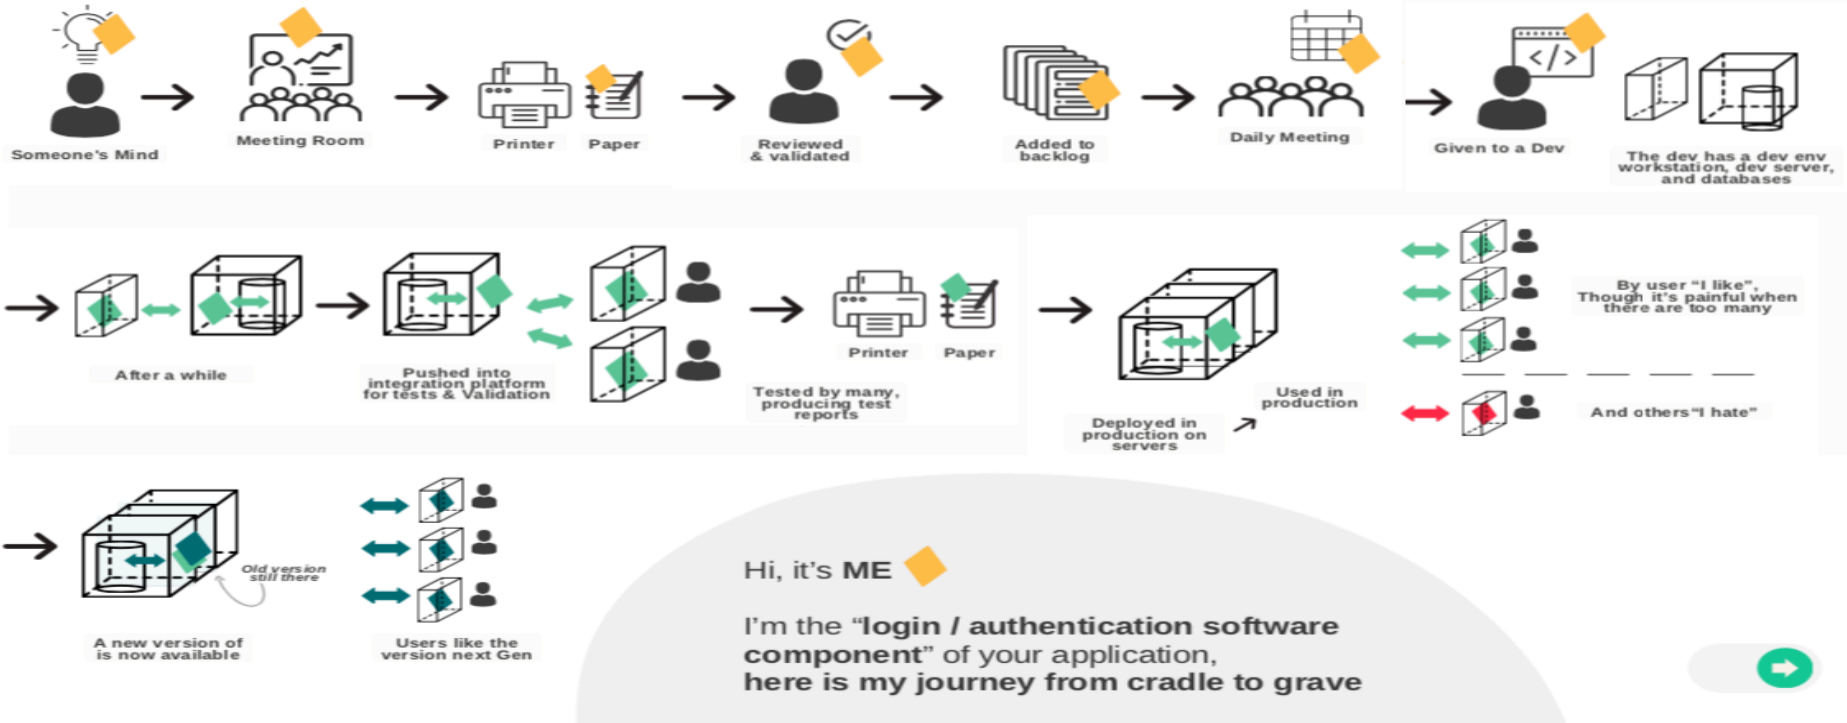 Someone's Mind
Meeting Room
Printer
Paper
Reviewed
& validated
Added to
backlog
Daily Meeting
Given to a Dev
The dev has a dev env
workstation, dev server,
and databases
After a while
Pushed into
integration platform
for tests & Validation
Tested by many,
producing test
reports
Printer
Paper
Deployed in
production on
servers
Used in
production
By user “I like”,
Though it's painful when
there are too many
And others“I hate”
A new version of
is now available
Old version
still there
Users like the
version next Gen
Hi, it’s ME
I’m the “login / authentication software
component” of your application,
here is my journey from cradle to grave